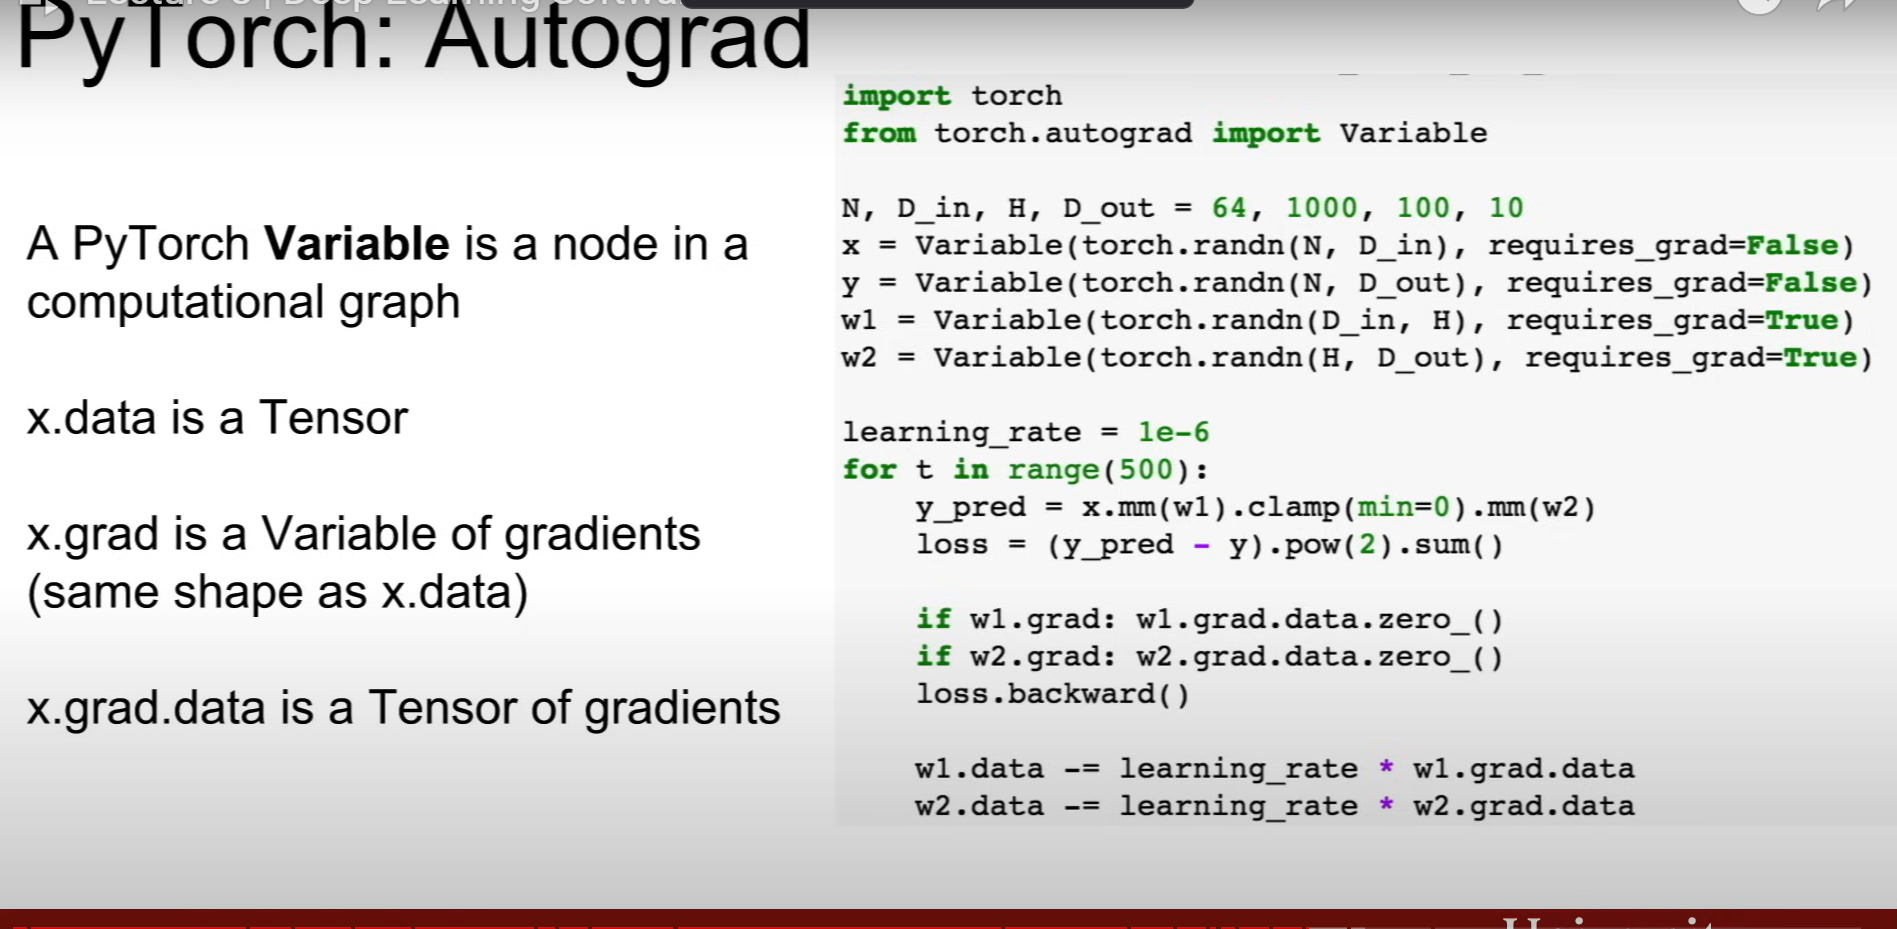 PyTorch: Autograd
A PyTorch Variable is a node in a
computational graph
x.data is a Tensor
x.grad is a Variable of gradients
(same shape as x.data)
x.grad.data is a Tensor of gradients
import torch
from torch.autograd import Variable
N, D_in, H, D_out = 64, 1000, 100, 10
x = Variable(torch.randn(N, D_in), requires_grad=False)
y = Variable(torch.randn(N, D_out), requires_grad=False)
w1 = Variable(torch.randn(D_in, H), requires_grad=True)
w2 = Variable(torch.randn(H, D_out), requires_grad=True)
learning_rate = 1e-6
for t in range(500):
    y_pred = x.mm(w1).clamp(min=0).mm(w2)
    loss = (y_pred - y).pow(2).sum()
    if w1.grad: w1.grad.data.zero_()
    if w2.grad: w2.grad.data.zero_()
    loss.backward()
    w1.data -= learning_rate * w1.grad.data
    w2.data -= learning_rate * w2.grad.data